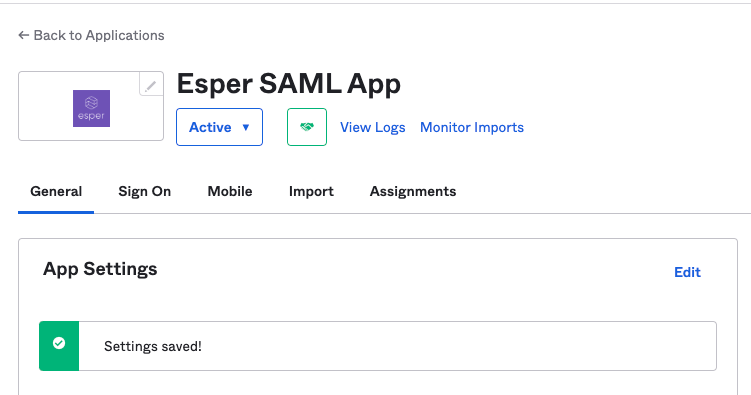 ← Back to Applications
esper
Esper SAML App
Active ▼
View Logs
Monitor Imports
General
Sign On
Mobile
Import
Assignments
App Settings
Edit
Settings saved!